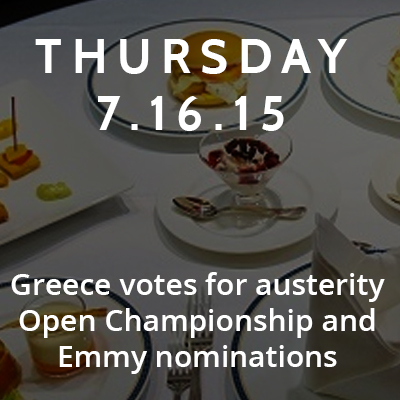 THURSDAY
7.16.15
Greece votes for austerity
Open Championship and
Emmy nominations